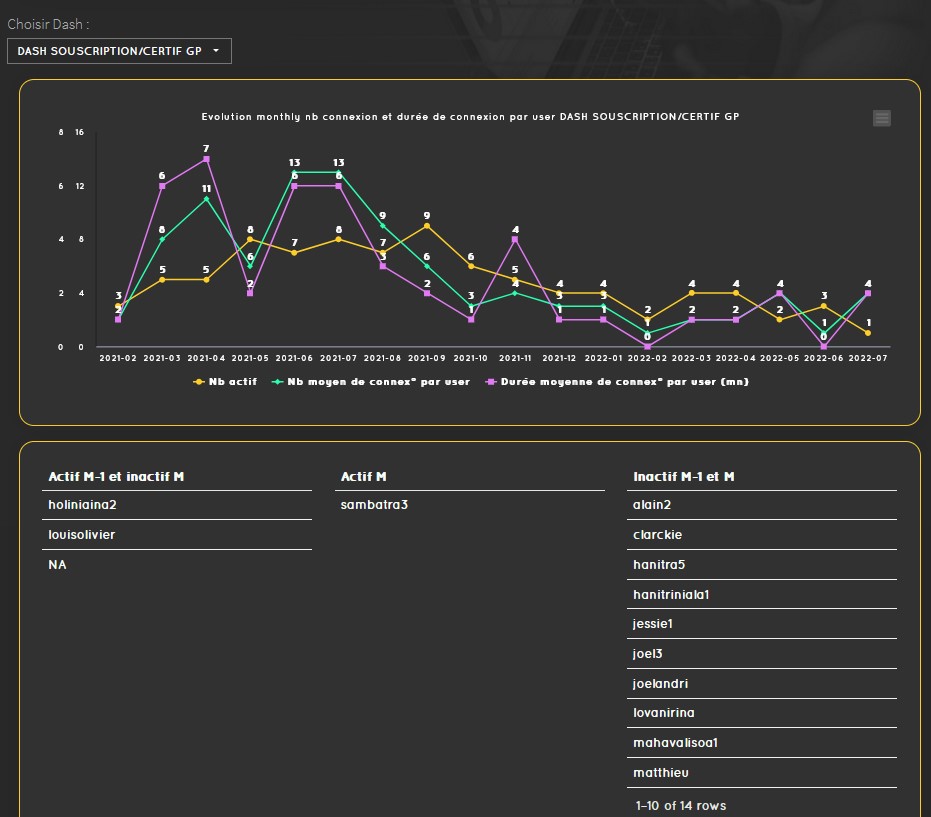 Choisir Dash :
DASH SOUSCRIPTION/CERTIF GP
Evolution monthly nb connexion et durée de connexion par user DASH SOUSCRIPTION/CERTIF GP
8 16
7
13 13
6 12 6 6 6
11
9 9
4 8 8 8 8 4
7 7
6 6 6
5 5 5
2 4 3 2 2 3 2 3 1 4 3 1 4 3 1 2 1 0 4 2 4 2 4 2 3 1 0 4 1
0 0
2021-02 2021-03 2021-04 2021-05 2021-06 2021-07 2021-08 2021-09 2021-10 2021-11 2021-12 2022-01 2022-02 2022-03 2022-04 2022-05 2022-06 2022-07
Nb actif Nb moyen de connex° par user Durée moyenne de connex° par user (mn)
Actif M-1 et inactif M Actif M Inactif M-1 et M
holiniaina2 sambatra3 alain2
louisolivier clarckie
NA hanitra5
hanitriniala1
jessie1
joel3
joelandri
lovanirina
mahavalisoa1
matthieu
1–10 of 14 rows